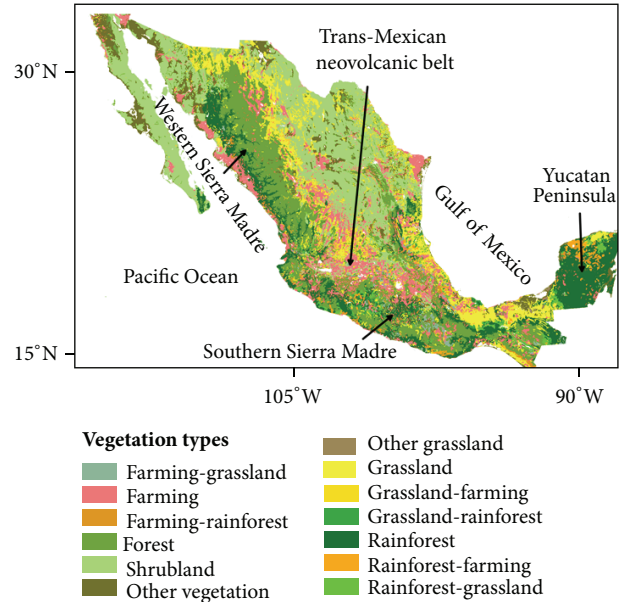 Trans-Mexican
neovolcanic belt
30°N
Western Sierra Madre
Yucatan
Peninsula
Gulf of Mexico
Pacific Ocean
Southern Sierra Madre
15°N
105°W
90°W
Vegetation types
Farming-grassland
Farming
Farming-rainforest
Forest
Shrubland
Other vegetation
Other grassland
Grassland
Grassland-farming
Grassland-rainforest
Rainforest
Rainforest-farming
Rainforest-grassland